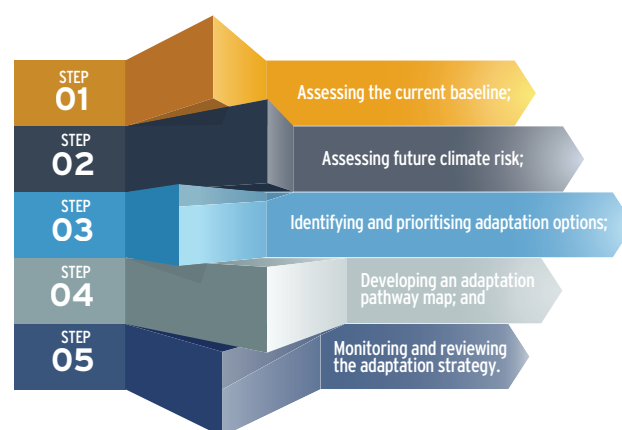 STEP
01
Assessing the current baseline;
STEP
02
Assessing future climate risk;
STEP
03
Identifying and prioritising adaptation options;
STEP
04
Developing an adaptation
pathway map; and
STEP
05
Monitoring and reviewing
the adaptation strategy.